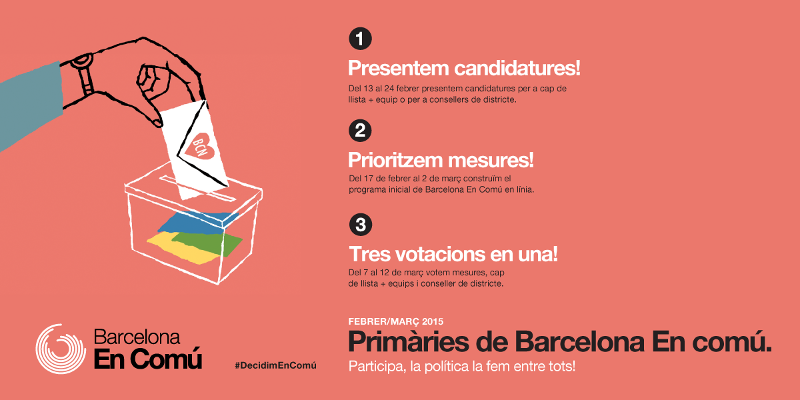 BCN
1
Presentem candidatures!
Del 13 al 24 febrer presentem candidatures per a cap de
llista + equip o per a consellers de districte.
2
Prioritzem mesures!
Del 17 de febrer al 2 de març construïm el
programa inicial de Barcelona En Comú en línia.
3
Tres votacions en una!
Del 7 al 12 de març votem mesures, cap
de llista + equips i conseller de districte.
FEBRER/MARÇ 2015
Primàries de Barcelona En comú.
Participa, la política la fem entre tots!
Barcelona
En Comú
#DecidimEnComú